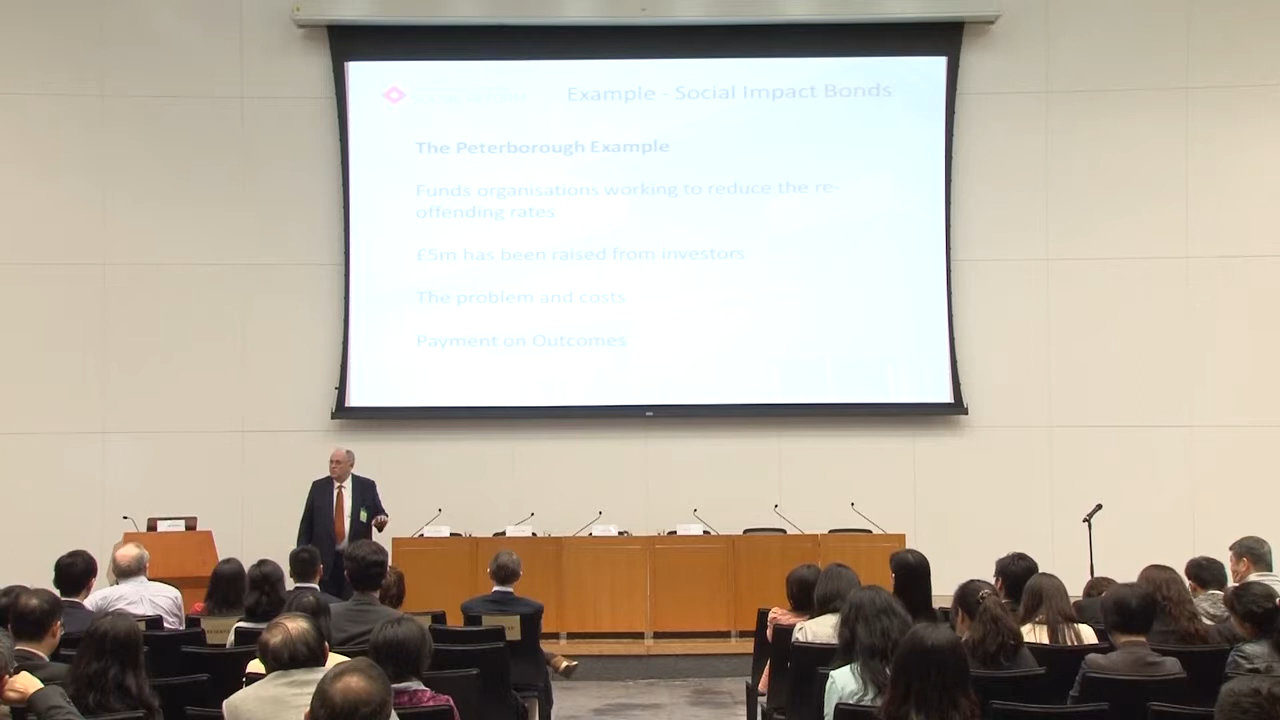 Example - Social Impact Bonds
The Peterborough Example
Funds organisations working to reduce the re-
offending rates
£5m has been raised from investors
The problem and costs
Payment on Outcomes